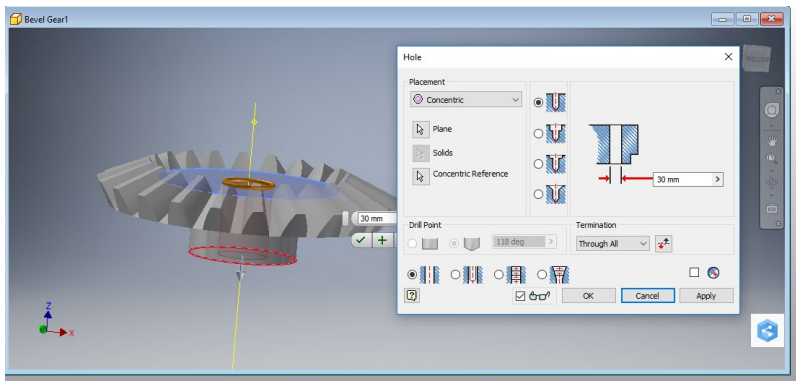 Bevel Gear1
Hole
Placement
Concentric
Plane
Solids
Concentric Reference
30 mm
30 mm
Drill Point
118 deg
Termination
Through All
OK
Cancel
Apply
Z
X